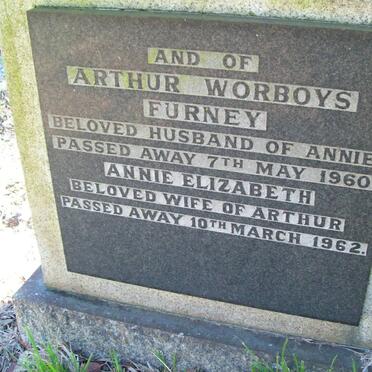 AND OF
ARTHUR WORBOYS
FURNEY
BELOVED HUSBAND OF ANNIE
PASSED AWAY 7TH MAY 1960
ANNIE ELIZABETH
BELOVED WIFE OF ARTHUR
PASSED AWAY 10TH MARCH 1962.